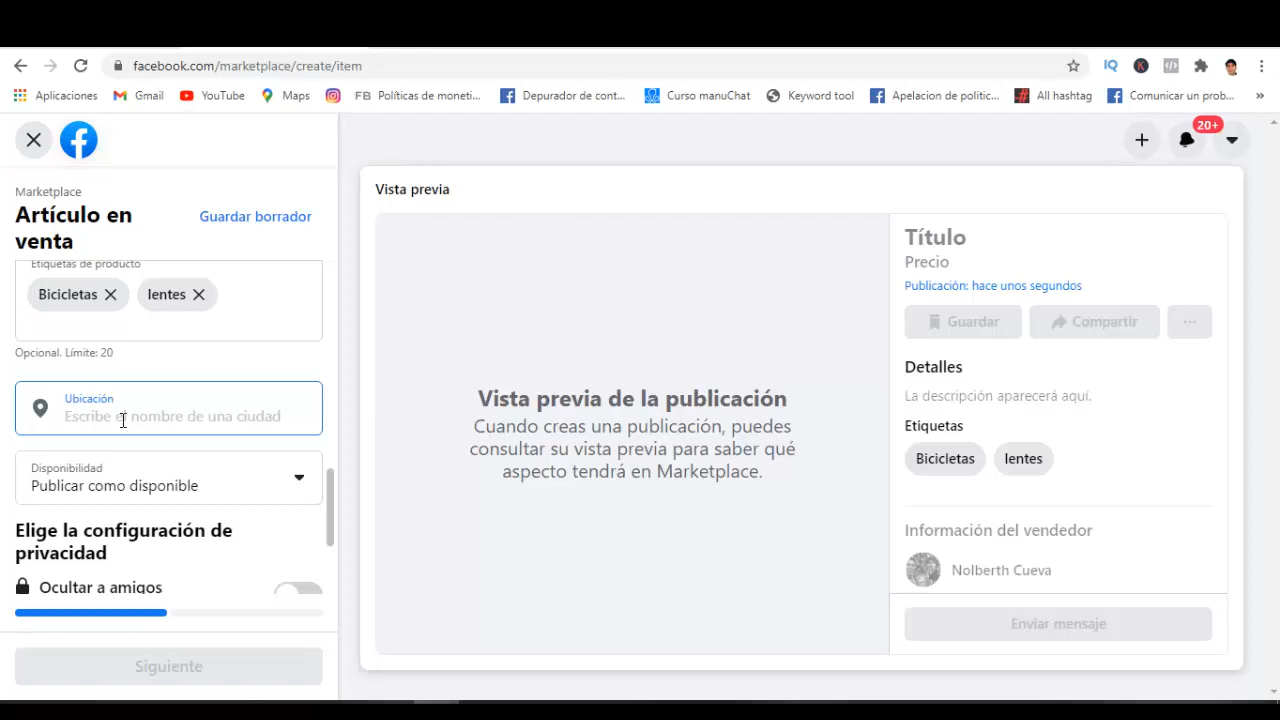 facebook.com/marketplace/create/item
IQ
K
Aplicaciones
Gmail
YouTube
Maps
FB Políticas de moneti...
Depurador de cont...
Curso manuChat
Keyword tool
Apelacion de politic...
All hashtag
Comunicar un prob...
»
20+
Marketplace
Artículo en venta
Guardar borrador
Etiquetas de producto
Bicicletas
lentes
Opcional. Límite: 20
Ubicación
Escribe el nombre de una ciudad
Disponibilidad
Publicar como disponible
Elige la configuración de
privacidad
Ocultar a amigos
Siguiente
Vista previa
Vista previa de la publicación
Cuando creas una publicación, puedes
consultar su vista previa para saber qué
aspecto tendrá en Marketplace.
Título
Precio
Publicación: hace unos segundos
Guardar
Compartir
Detalles
La descripción aparecerá aquí.
Etiquetas
Bicicletas
lentes
Información del vendedor
Nolberth Cueva
Enviar mensaje